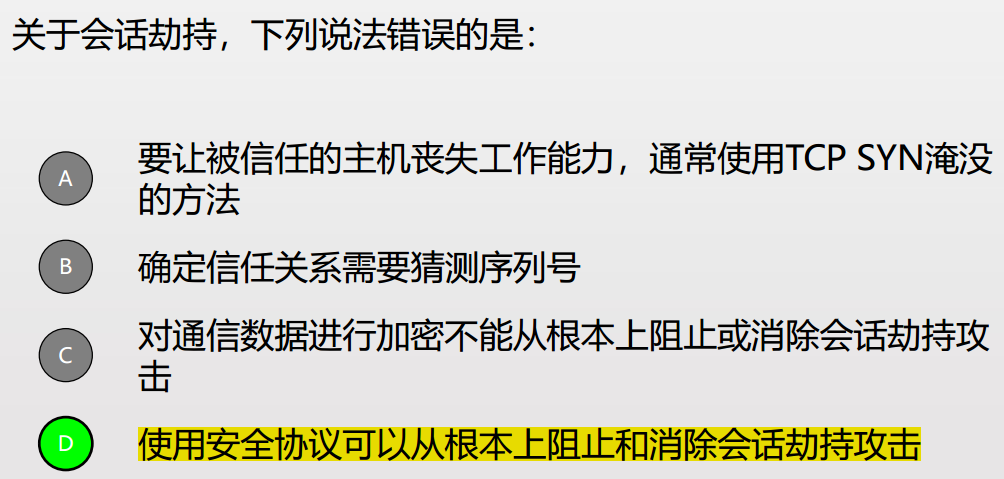 关于会话劫持，下列说法错误的是：
A 要让被信任的主机丧失工作能力，通常使用TCP SYN淹没
的方法
B 确定信任关系需要猜测序列号
C 对通信数据进行加密不能从根本上阻止或消除会话劫持攻
击
D 使用安全协议可以从根本上阻止和消除会话劫持攻击